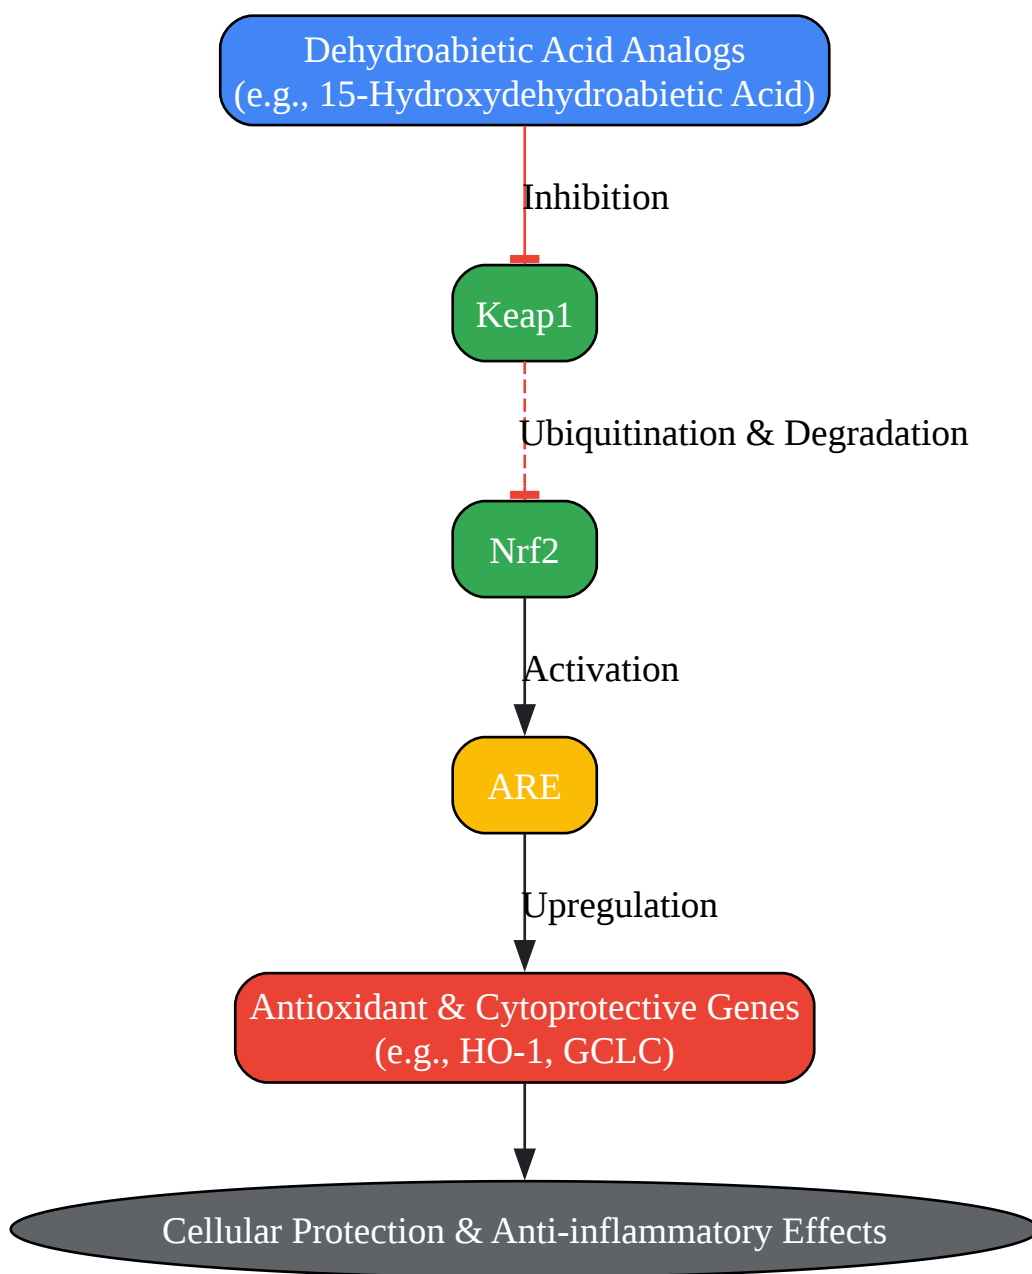 Dehydroabietic Acid Analogs
(e.g., 15-Hydroxydehydroabietic Acid)
Inhibition
Keap1
Ubiquitination & Degradation
Nrf2
Activation
ARE
Upregulation
Antioxidant & Cytoprotective Genes
(e.g., HO-1, GCLC)
Cellular Protection & Anti-inflammatory Effects